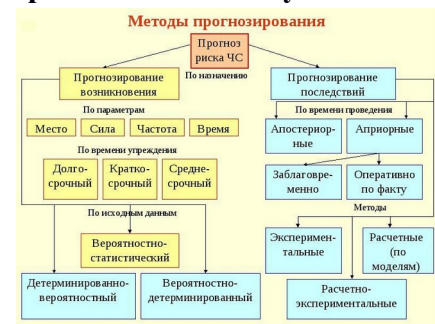 Методы прогнозирования
Прогноз
риска ЧС
Прогнозирование
возникновения
По назначению
Прогнозирование
последствий
По параметрам
Место
Сила
Частота
Время
По времени упреждения
Долго-
срочный
Кратко-
срочный
Средне-
срочный
По исходным данным
Вероятностно-
статистический
Детерминированно-
вероятностный
Вероятностно-
детерминированный
По времени проведения
Апостериор-
ные
Априорные
Заблаговре-
менно
Оперативно
по факту
Методы
Эксперимен-
тальные
Расчетные
(по
моделям)
Расчетно-
экспериментальные